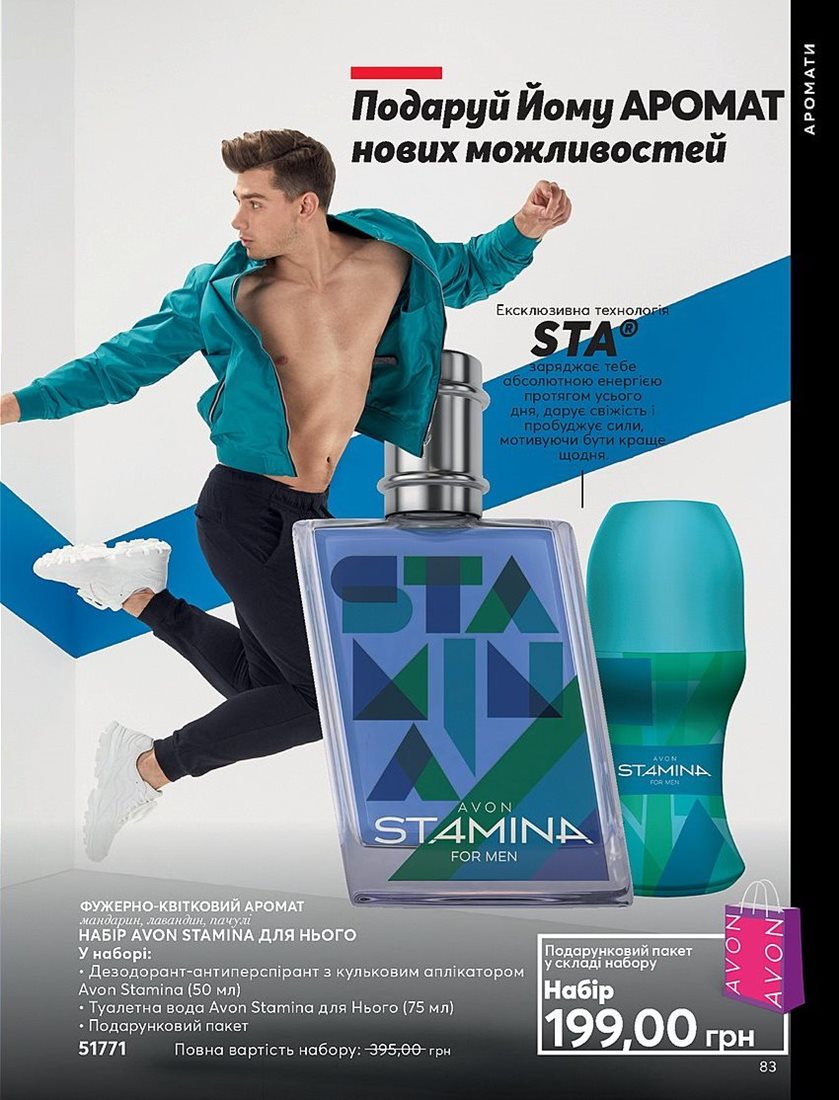 АРОМАТИ
Подаруй Йому АРОМАТ
нових можливостей
Ексклюзивна технологія
STA®
заряджає тебе
абсолютною енергією
протягом усього
дня, дарує свіжість і
пробуджує сили,
мотивуючи бути краще
щодня.
STA
MIN
A
AVON
STAMINA
FOR MEN
AVON
STAMINA
FOR MEN
ФУЖЕРНО-КВІТКОВИЙ АРОМАТ
мандарин, лавандин, пачулі
НАБІР AVON STAMINA ДЛЯ НЬОГО
У наборі:
• Дезодорант-антиперспірант з кульковим аплікатором
Avon Stamina (50 мл)
• Туалетна вода Avon Stamina для Нього (75 мл)
• Подарунковий пакет
51771 Повна вартість набору: 395,00 грн
Подарунковий пакет
у складі набору
Набір
199,00 грн
AVON
AVON
83